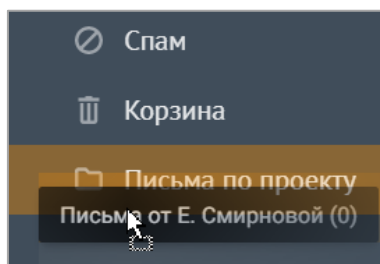 Спам
Корзина
Письма по проекту
Письма от Е. Смирновой (0)